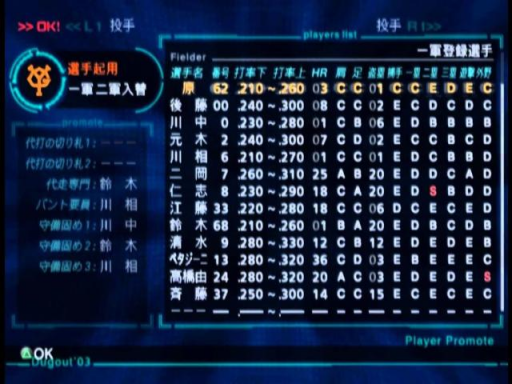 >> OK! << L1 投手
投手 R1 >>
players list
Fielder 一軍登録選手
選手起用
一軍二軍入替
選手名 番号 打率下 打率上 HR 肩 足 盗塁 捕手 一塁 二塁 三塁 遊撃 外野
原 62 .210 ~ .260 03 C C 01 C C E D E C
後藤 00 .240 ~ .300 08 C C 02 E C D C D C
川中 0 .230 ~ .280 01 C B 06 E D B B B B
元木 2 .240 ~ .300 07 C D 02 E C C B C D
川相 6 .210 ~ .270 01 C C 01 E D C B B D
二岡 7 .260 ~ .310 25 A B 20 E D D C A D
仁志 8 .230 ~ .290 18 C A 20 E D S B D D
江藤 33 .220 ~ .280 18 C C 06 D C E C E D
鈴木 68 .210 ~ .260 01 B A 20 E D B C D B
清水 9 .280 ~ .330 12 C B 12 E D E E D B
ペタジーニ 13 .280 ~ .320 36 C D 03 E B E E E C
高橋由 24 .280 ~ .320 20 A C 03 E D E D E S
斉藤 37 .250 ~ .300 14 C C 15 E C E E E C
promote
代打の切り札1 : ---
代打の切り札2 : ---
代走専門 : 鈴木
バント要員 : 川相
守備固め1 : 川中
守備固め2 : 鈴木
守備固め3 : 川相
Player Promote
OK
Dugout'03